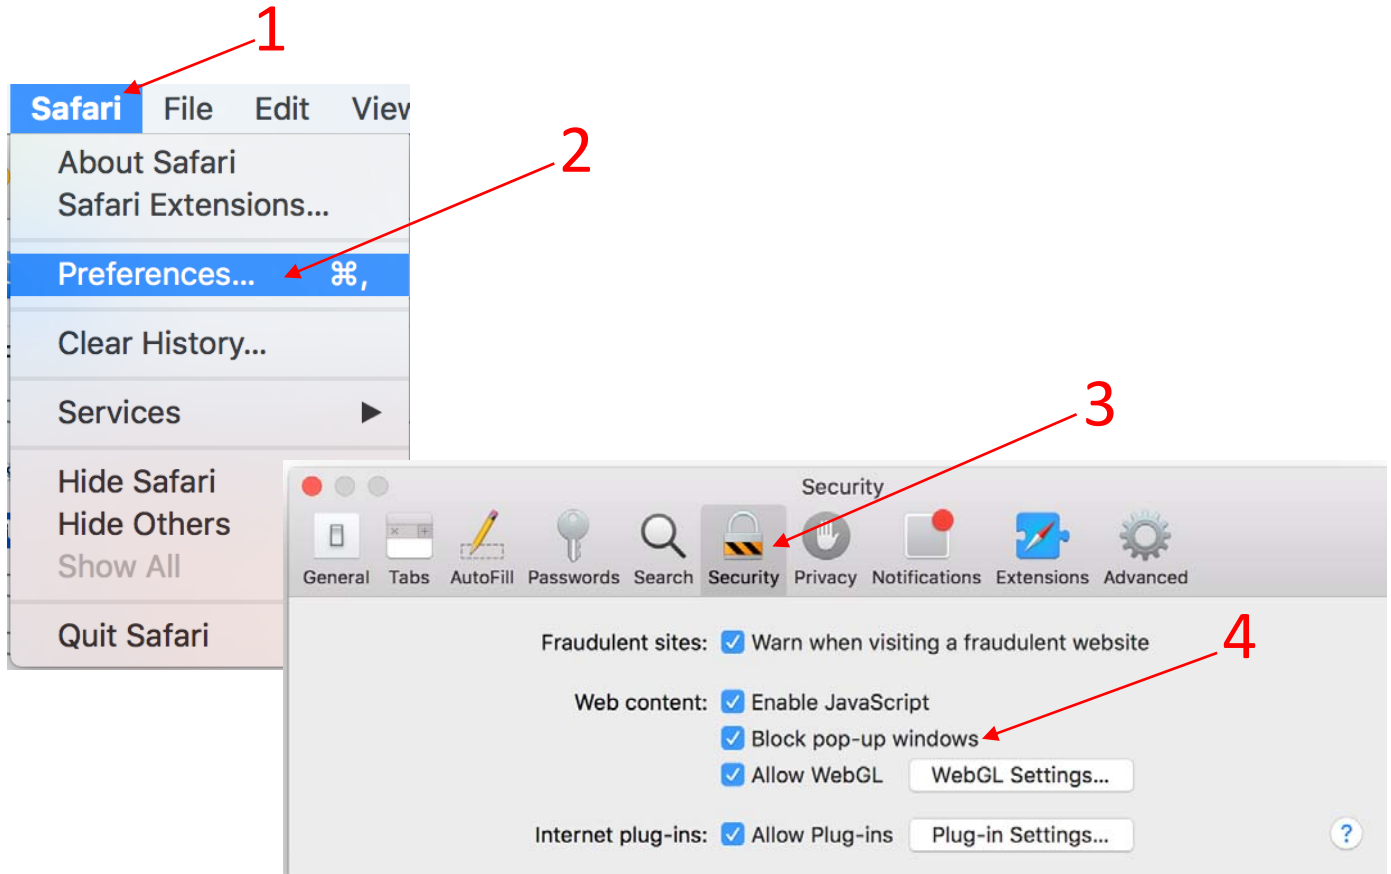 1
Safari File Edit View
2
About Safari
Safari Extensions...
Preferences... ⌘,
Clear History...
Services ▶
3
Hide Safari
Hide Others
Show All
Quit Safari
Security
General Tabs AutoFill Passwords Search Security Privacy Notifications Extensions Advanced
4
Fraudulent sites: Warn when visiting a fraudulent website
Web content: Enable JavaScript
Block pop-up windows
Allow WebGL WebGL Settings...
Internet plug-ins: Allow Plug-ins Plug-in Settings... ?